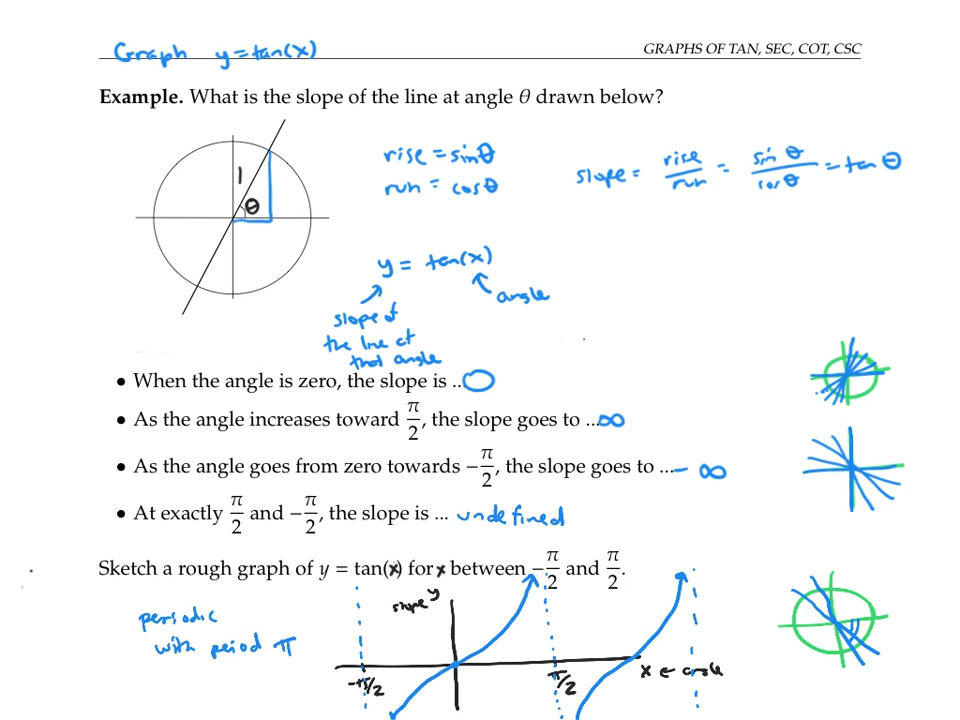 Graph y=tan(x)
GRAPHS OF TAN, SEC, COT, CSC
Example. What is the slope of the line at angle θ drawn below?
1
θ
rise = sinθ
run = cosθ
slope = rise/run = sin θ/cosθ = tan θ
y = tan(x)
angle
slope of
the line at
that angle
• When the angle is zero, the slope is ..0
• As the angle increases toward π/2, the slope goes to ...∞
• As the angle goes from zero towards −π/2, the slope goes to ...−∞
• At exactly π/2 and −π/2, the slope is ... undefined
Sketch a rough graph of y = tan(x) for x between −π/2 and π/2.
periodic
with period π
slope y
-π/2
π/2
x ← angle